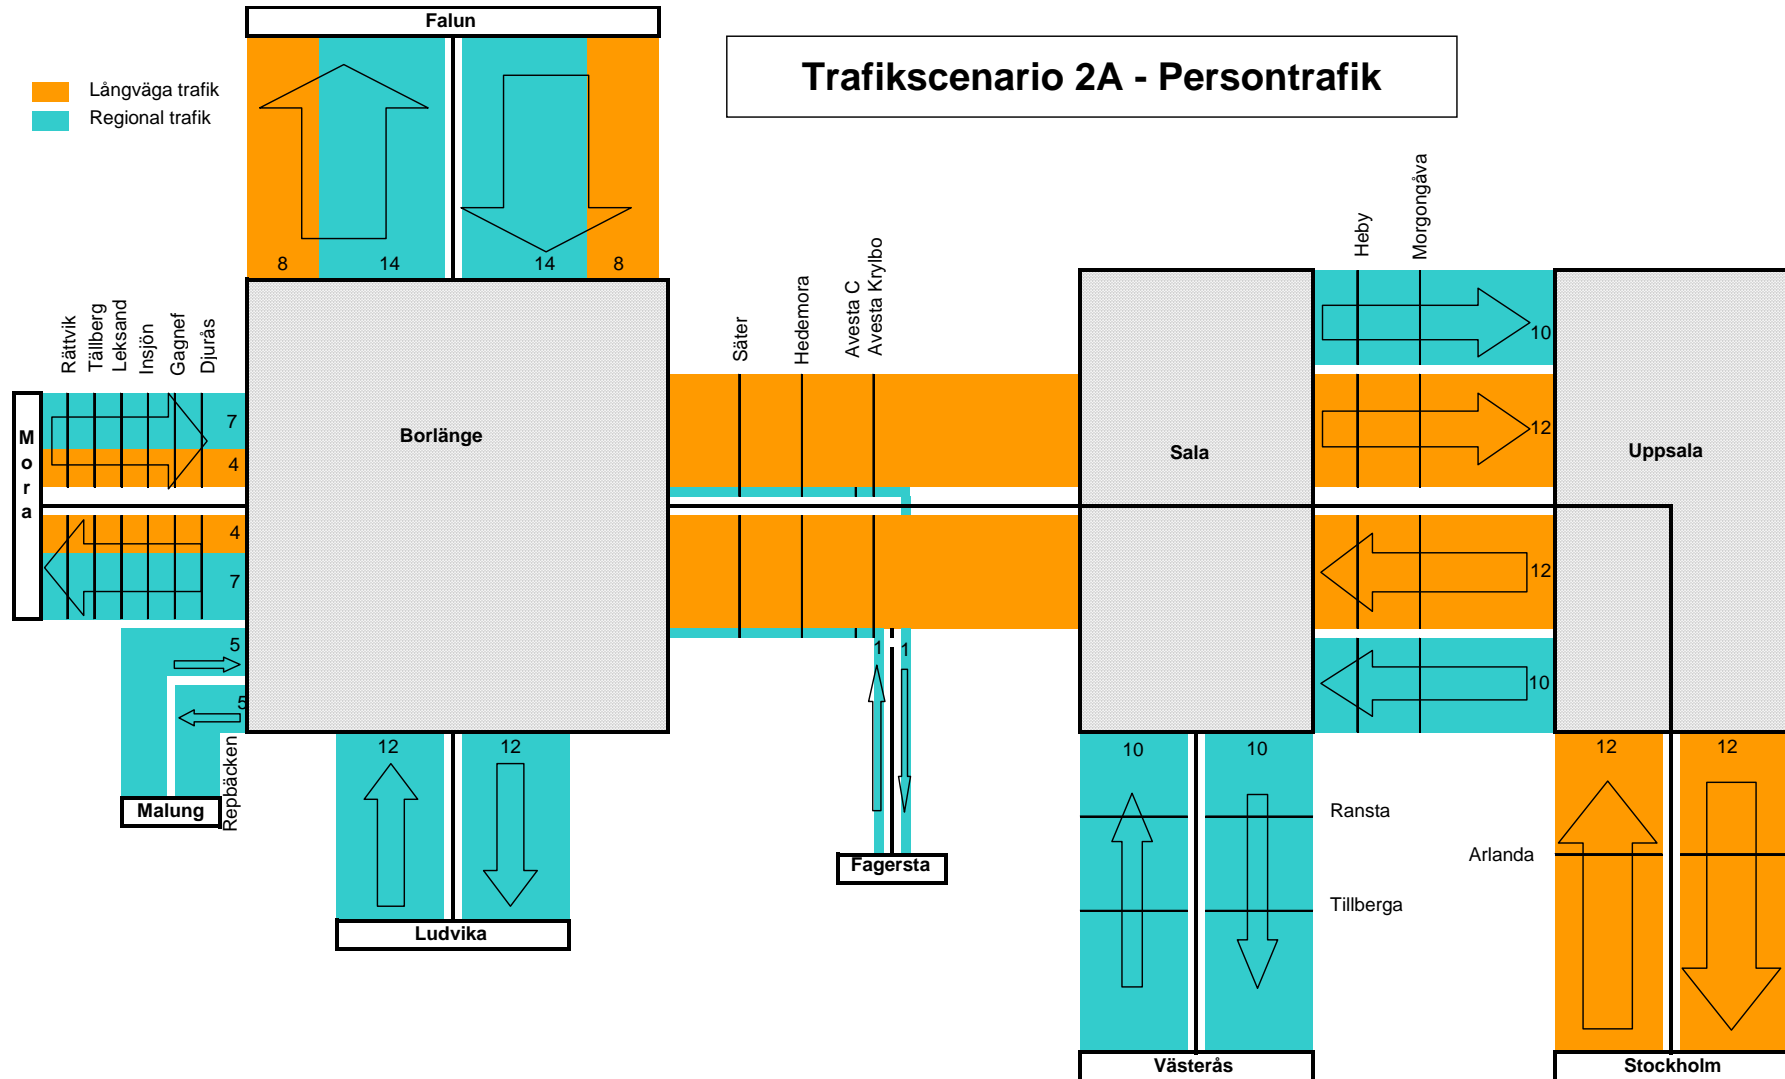 Falun
Trafikscenario 2A - Persontrafik
Långväga trafik
Regional trafik
8
14
14
8
Rättvik
Tällberg
Leksand
Insjön
Gagnef
Djurås
Säter
Hedemora
Avesta C
Avesta Krylbo
Heby
Morgongåva
10
7
12
Mora
Borlänge
Sala
Uppsala
4
4
12
7
5
1
1
10
5
Repbäcken
12
12
10
10
12
12
Malung
Ransta
Arlanda
Fagersta
Tillberga
Ludvika
Västerås
Stockholm